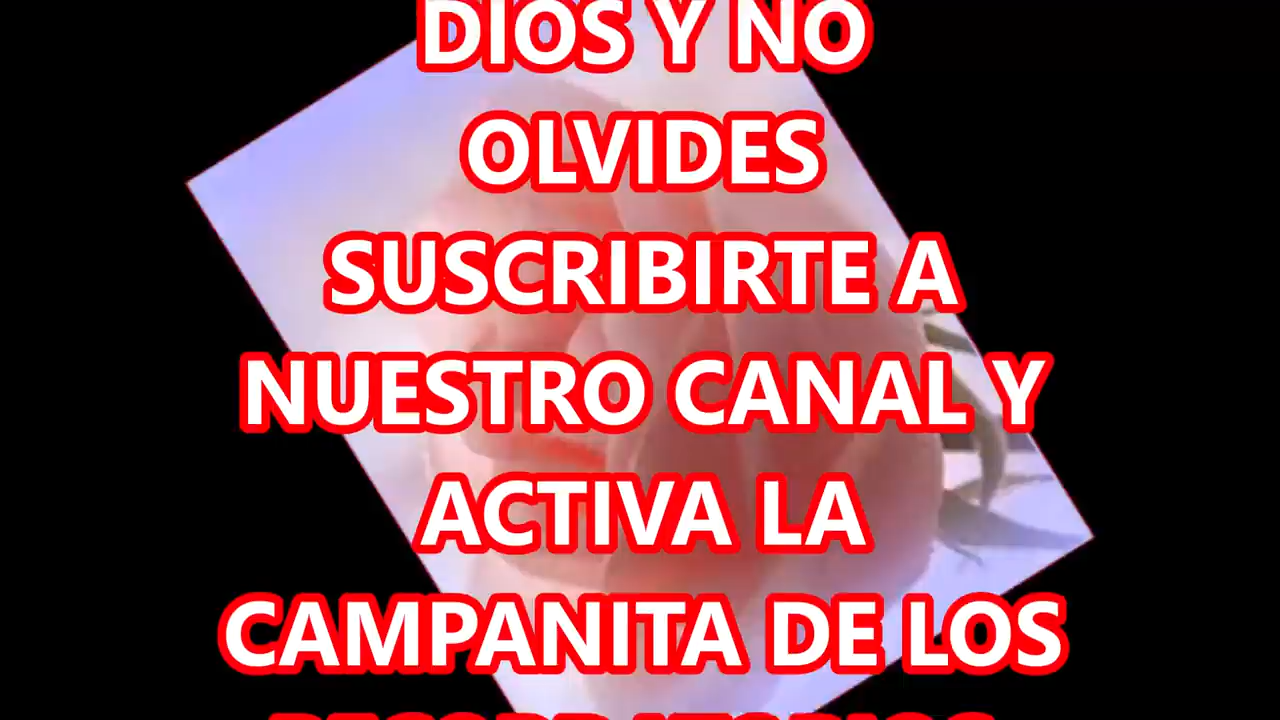 DIOS Y NO
OLVIDES
SUSCRIBIRTE A
NUESTRO CANAL Y
ACTIVA LA
CAMPANITA DE LOS